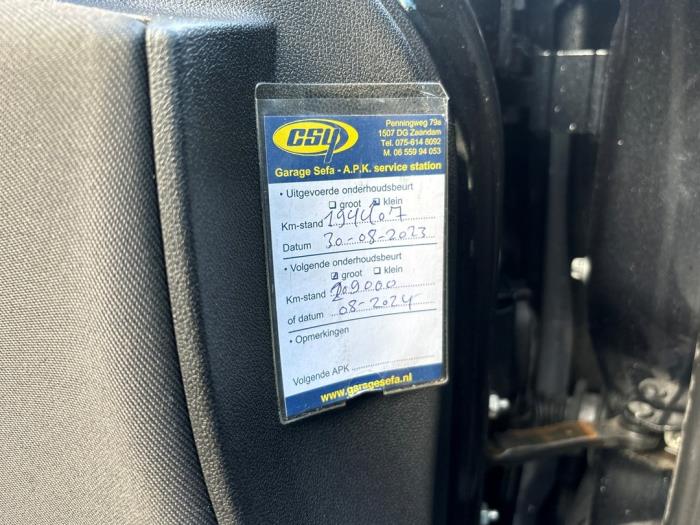 CSY
Penningweg 79a
1507 DG Zaandam
Tel. 075-614 8092
M. 06 559 94 053
Garage Sefa - A.P.K. service station
• Uitgevoerde onderhoudsbeurt
groot klein
Km-stand 194407
Datum 30-08-2023
• Volgende onderhoudsbeurt
groot klein
Km-stand 209000
of datum 08-2024
• Opmerkingen
Volgende APK
www.garagesefa.nl